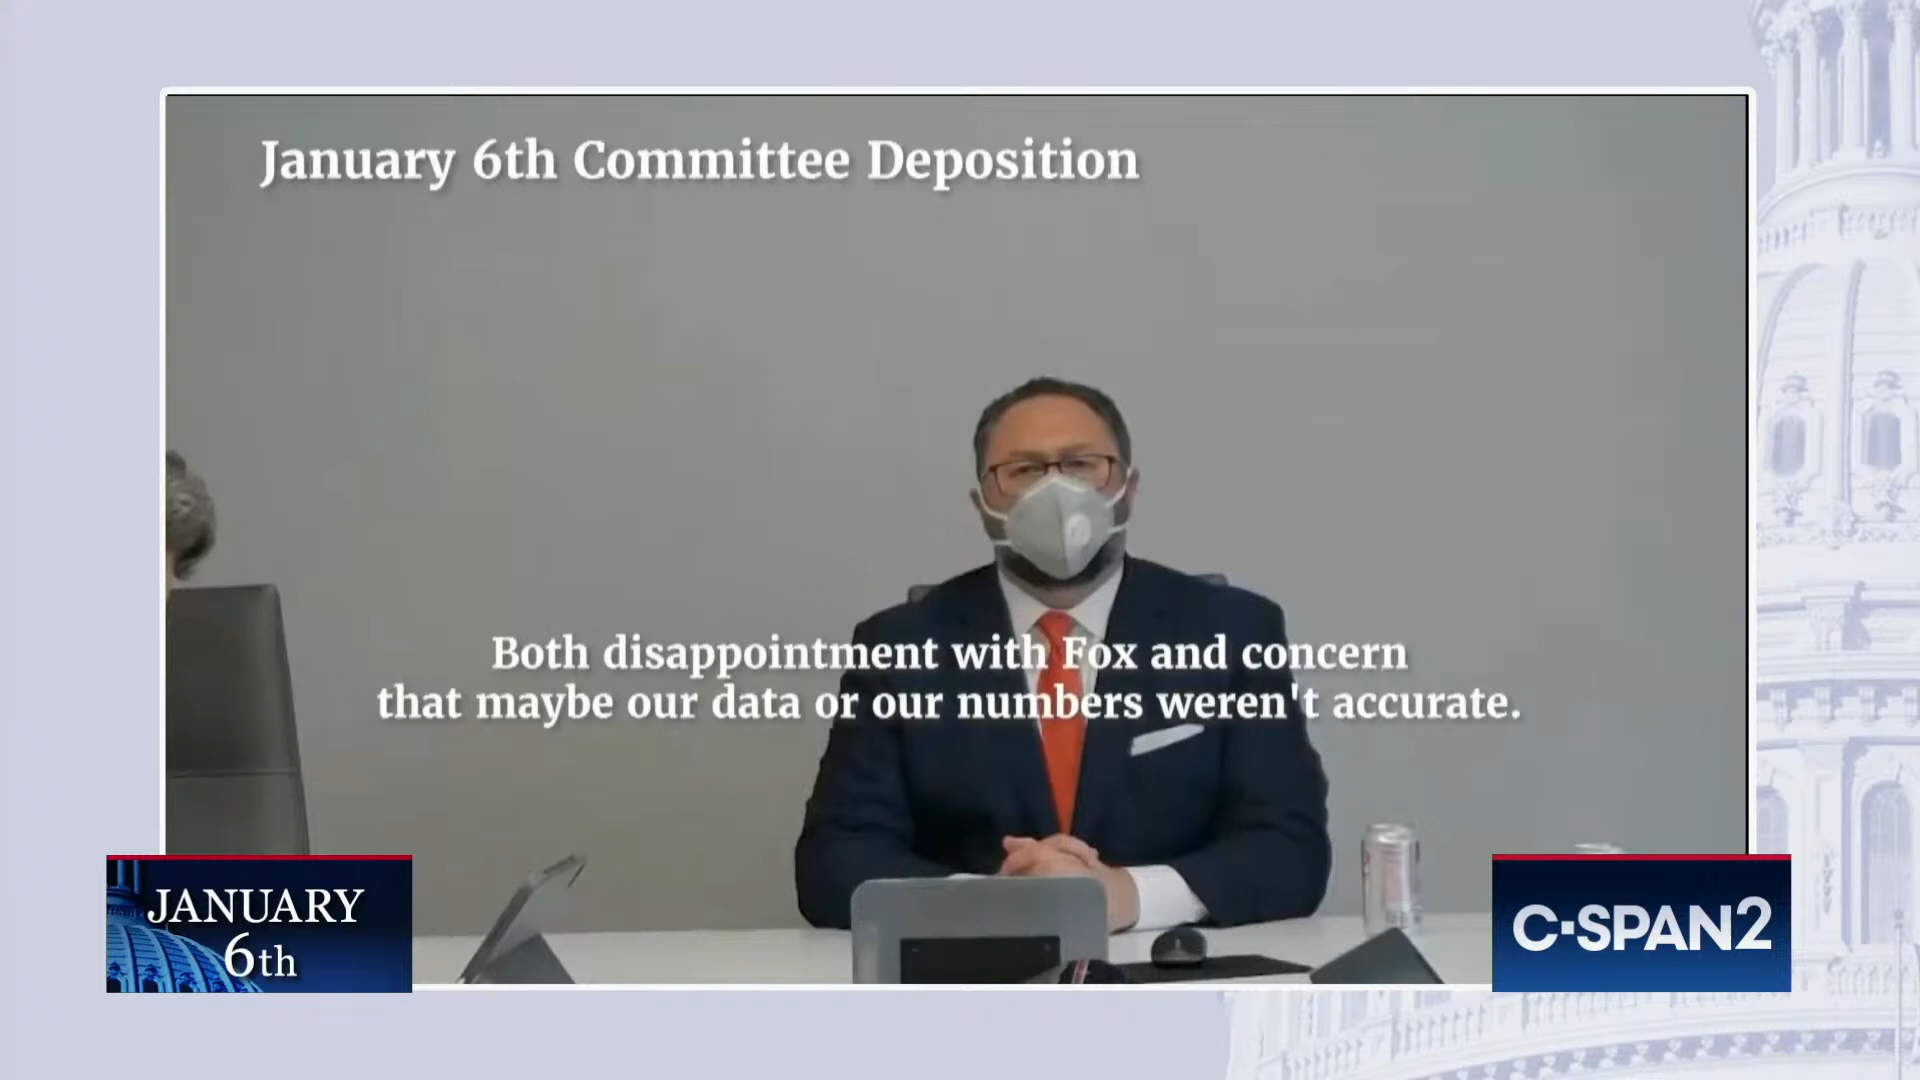 January 6th Committee Deposition
Both disappointment with Fox and concern
that maybe our data or our numbers weren't accurate.
JANUARY
6th
C-SPAN2